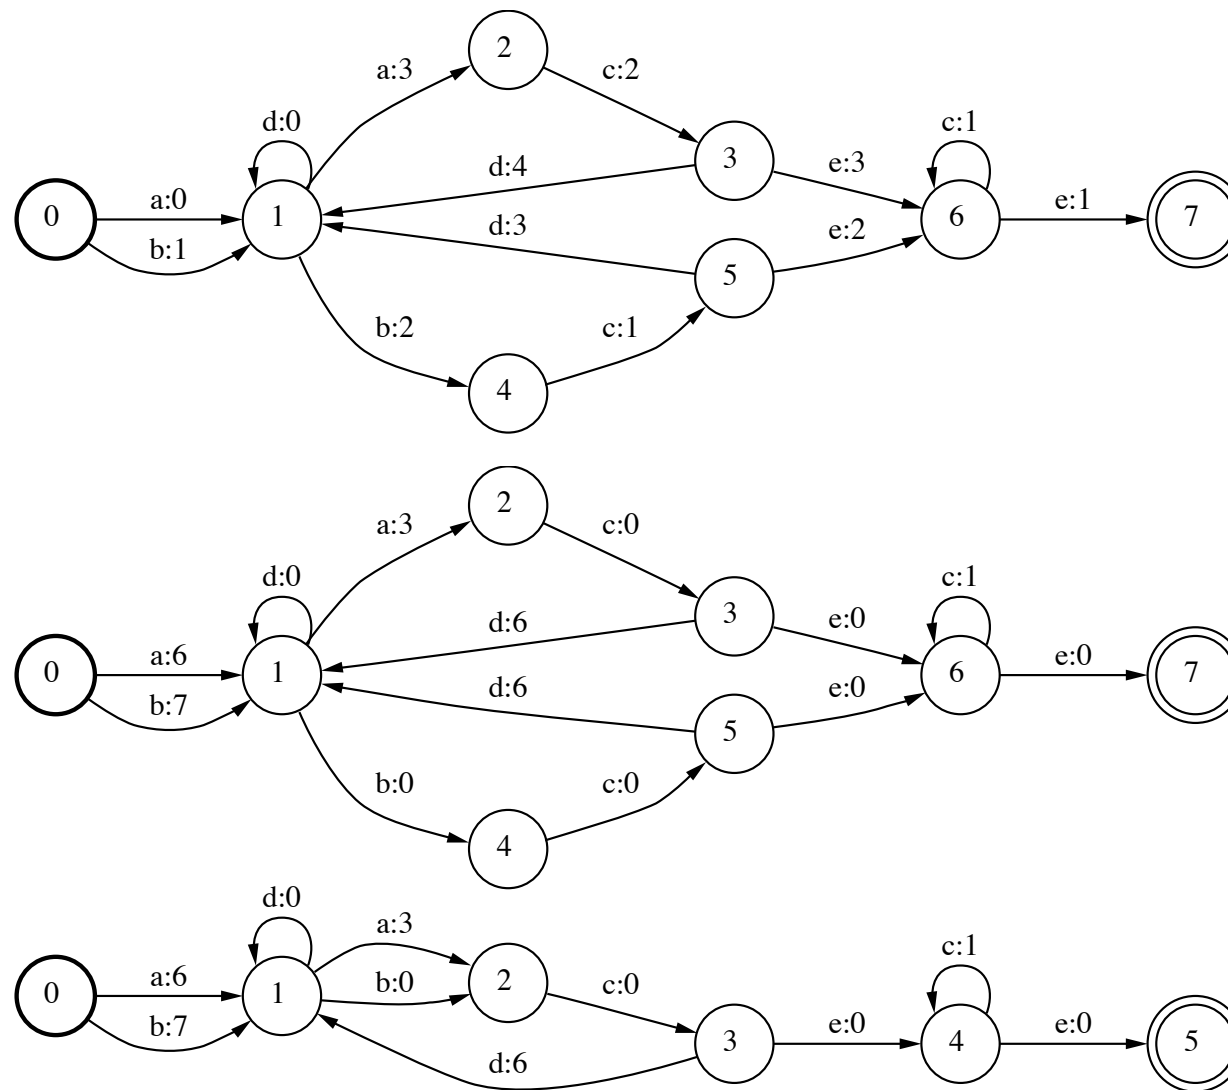 2
a:3 c:2
d:0 c:1
3
d:4 e:3
a:0 e:1
0 1 6 7
d:3 e:2
b:1
5
b:2 c:1
4
2
a:3 c:0
d:0 c:1
3
d:6 e:0
a:6 e:0
0 1 6 7
d:6 e:0
b:7
5
b:0 c:0
4
d:0
a:3
c:1
2
a:6 b:0 c:0
0 1
e:0 e:0
3 4 5
b:7
d:6